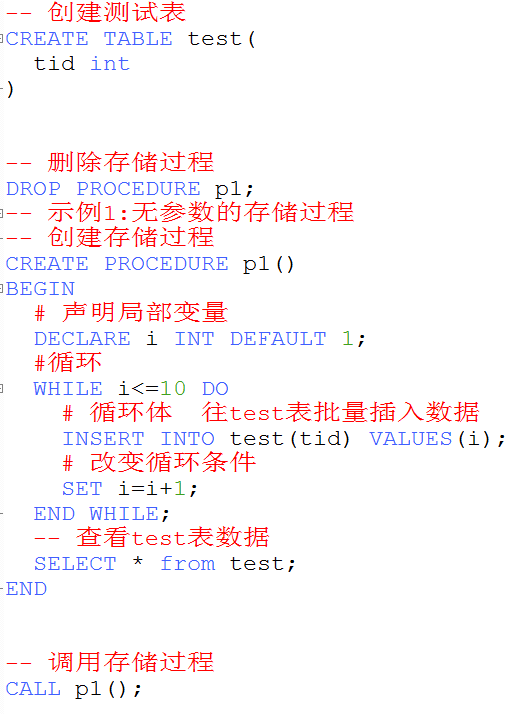 -- 创建测试表
CREATE TABLE test(
  tid int
)
-- 删除存储过程
DROP PROCEDURE p1;
-- 示例1:无参数的存储过程
-- 创建存储过程
CREATE PROCEDURE p1()
BEGIN
  # 声明局部变量
  DECLARE i INT DEFAULT 1;
  #循环
  WHILE i<=10 DO
    # 循环体  往test表批量插入数据
    INSERT INTO test(tid) VALUES(i);
    # 改变循环条件
    SET i=i+1;
  END WHILE;
  -- 查看test表数据
  SELECT * from test;
END
-- 调用存储过程
CALL p1();